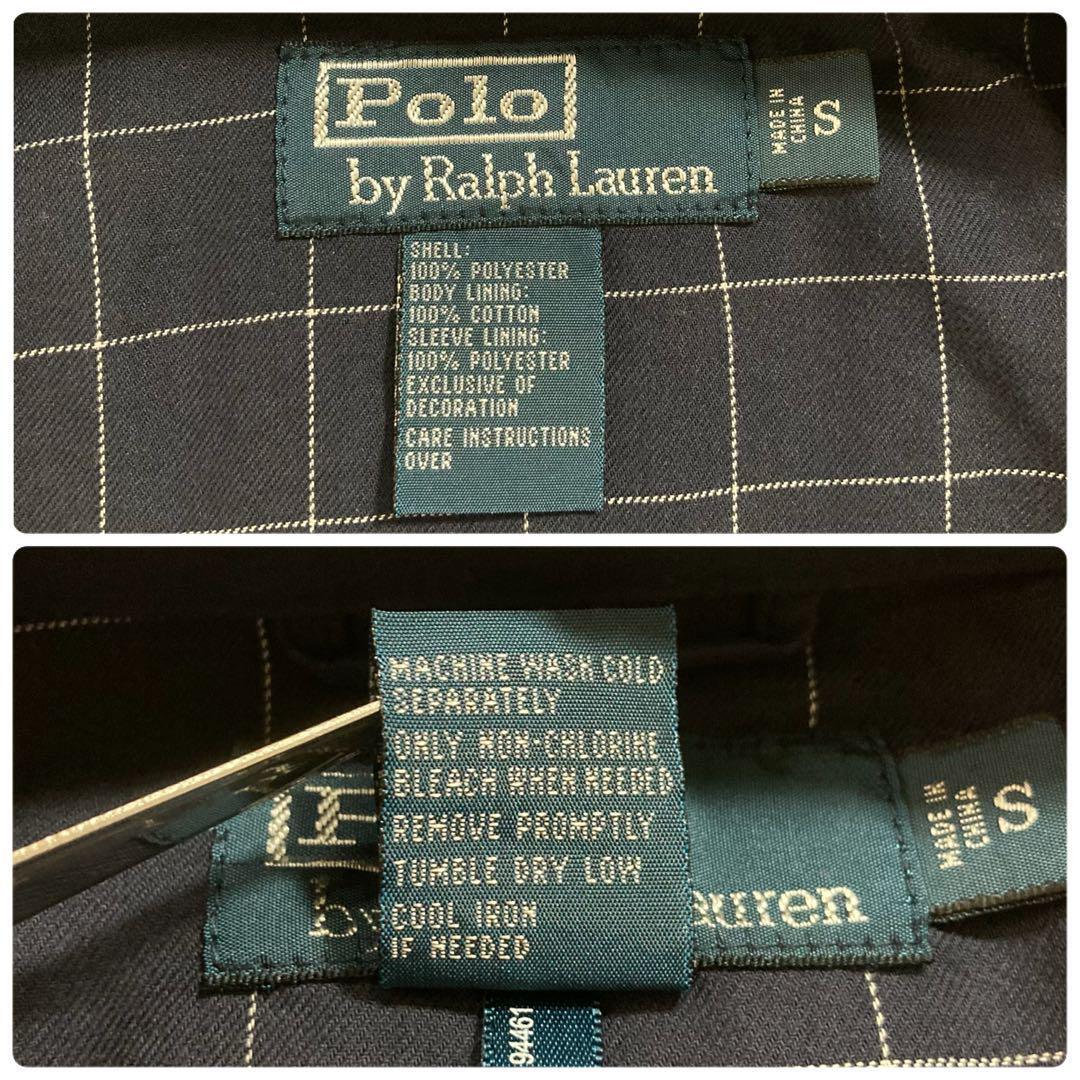 Polo
by Ralph Lauren
MADE IN
CHINA
S
SHELL:
100% POLYESTER
BODY LINING:
100% COTTON
SLEEVE LINING:
100% POLYESTER
EXCLUSIVE OF
DECORATION
CARE INSTRUCTIONS
OVER
MACHINE WASH COLD
SEPARATELY
ONLY NON-CHLORINE
BLEACH WHEN NEEDED
REMOVE PROMPTLY
TUMBLE DRY LOW
COOL IRON
IF NEEDED
P
by auren
MADE IN
CHINA
S
94461